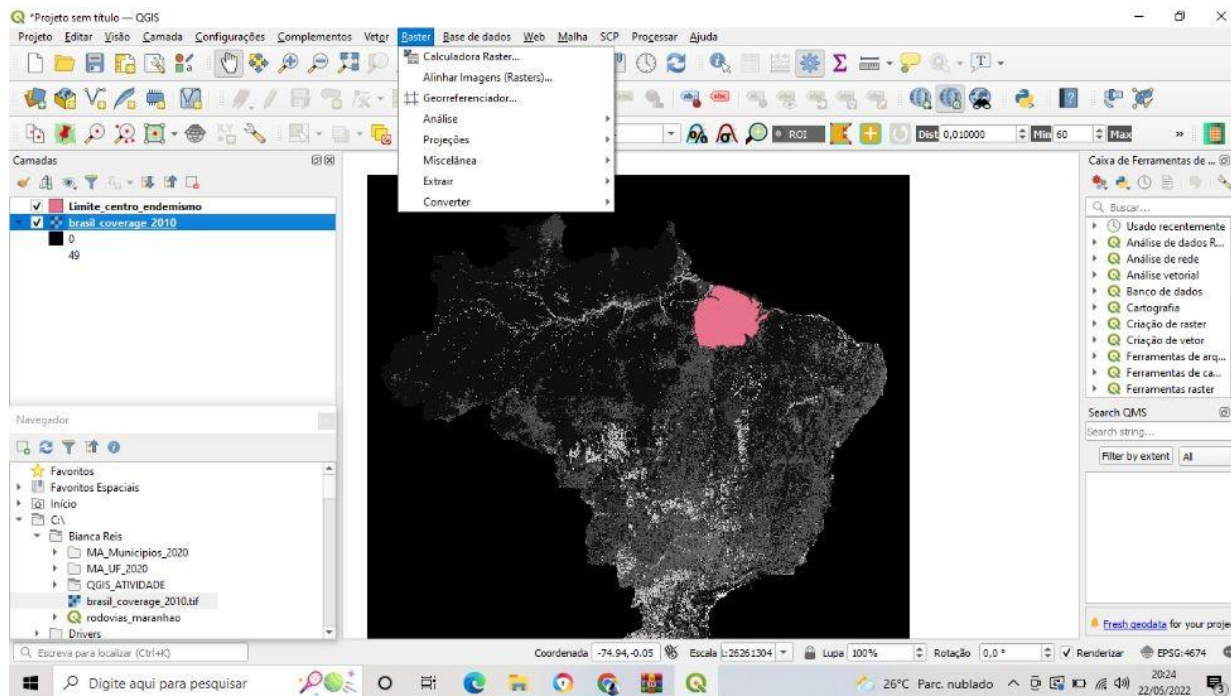 *Projeto sem título — QGIS
Projeto Editar Visão Camada Configurações Complementos Vetor Raster Base de dados Web Malha SCP Processar Ajuda
Calculadora Raster...
Alinhar Imagens (Rasters)...
Georreferenciador...
Análise
Projeções
Miscelânea
Extrair
Converter
ROI
Dist 0,010000
Min 60
Max
»
Camadas
Limite_centro_endemismo
brasil_coverage_2010
0
49
Navegador
Favoritos
Favoritos Espaciais
Início
C:\
Bianca Reis
MA_Municipios_2020
MA_UF_2020
QGIS_ATIVIDADE
brasil_coverage_2010.tif
rodovias_maranhao
Drivers
Caixa de Ferramentas de ...
Buscar...
Usado recentemente
Análise de dados R...
Análise de rede
Análise vetorial
Banco de dados
Cartografia
Criação de raster
Criação de vetor
Ferramentas de arq...
Ferramentas de ca...
Ferramentas raster
Search QMS
Search string...
Filter by extent All
Fresh geodata for your proje
Escreva para localizar (Ctrl+K)
Coordenada -74.94,-0.05 Escala 1:26261304 Lupa 100% Rotação 0,0 ° Renderizar EPSG:4674
Digite aqui para pesquisar
26°C Parc. nublado
20:24
22/05/2022